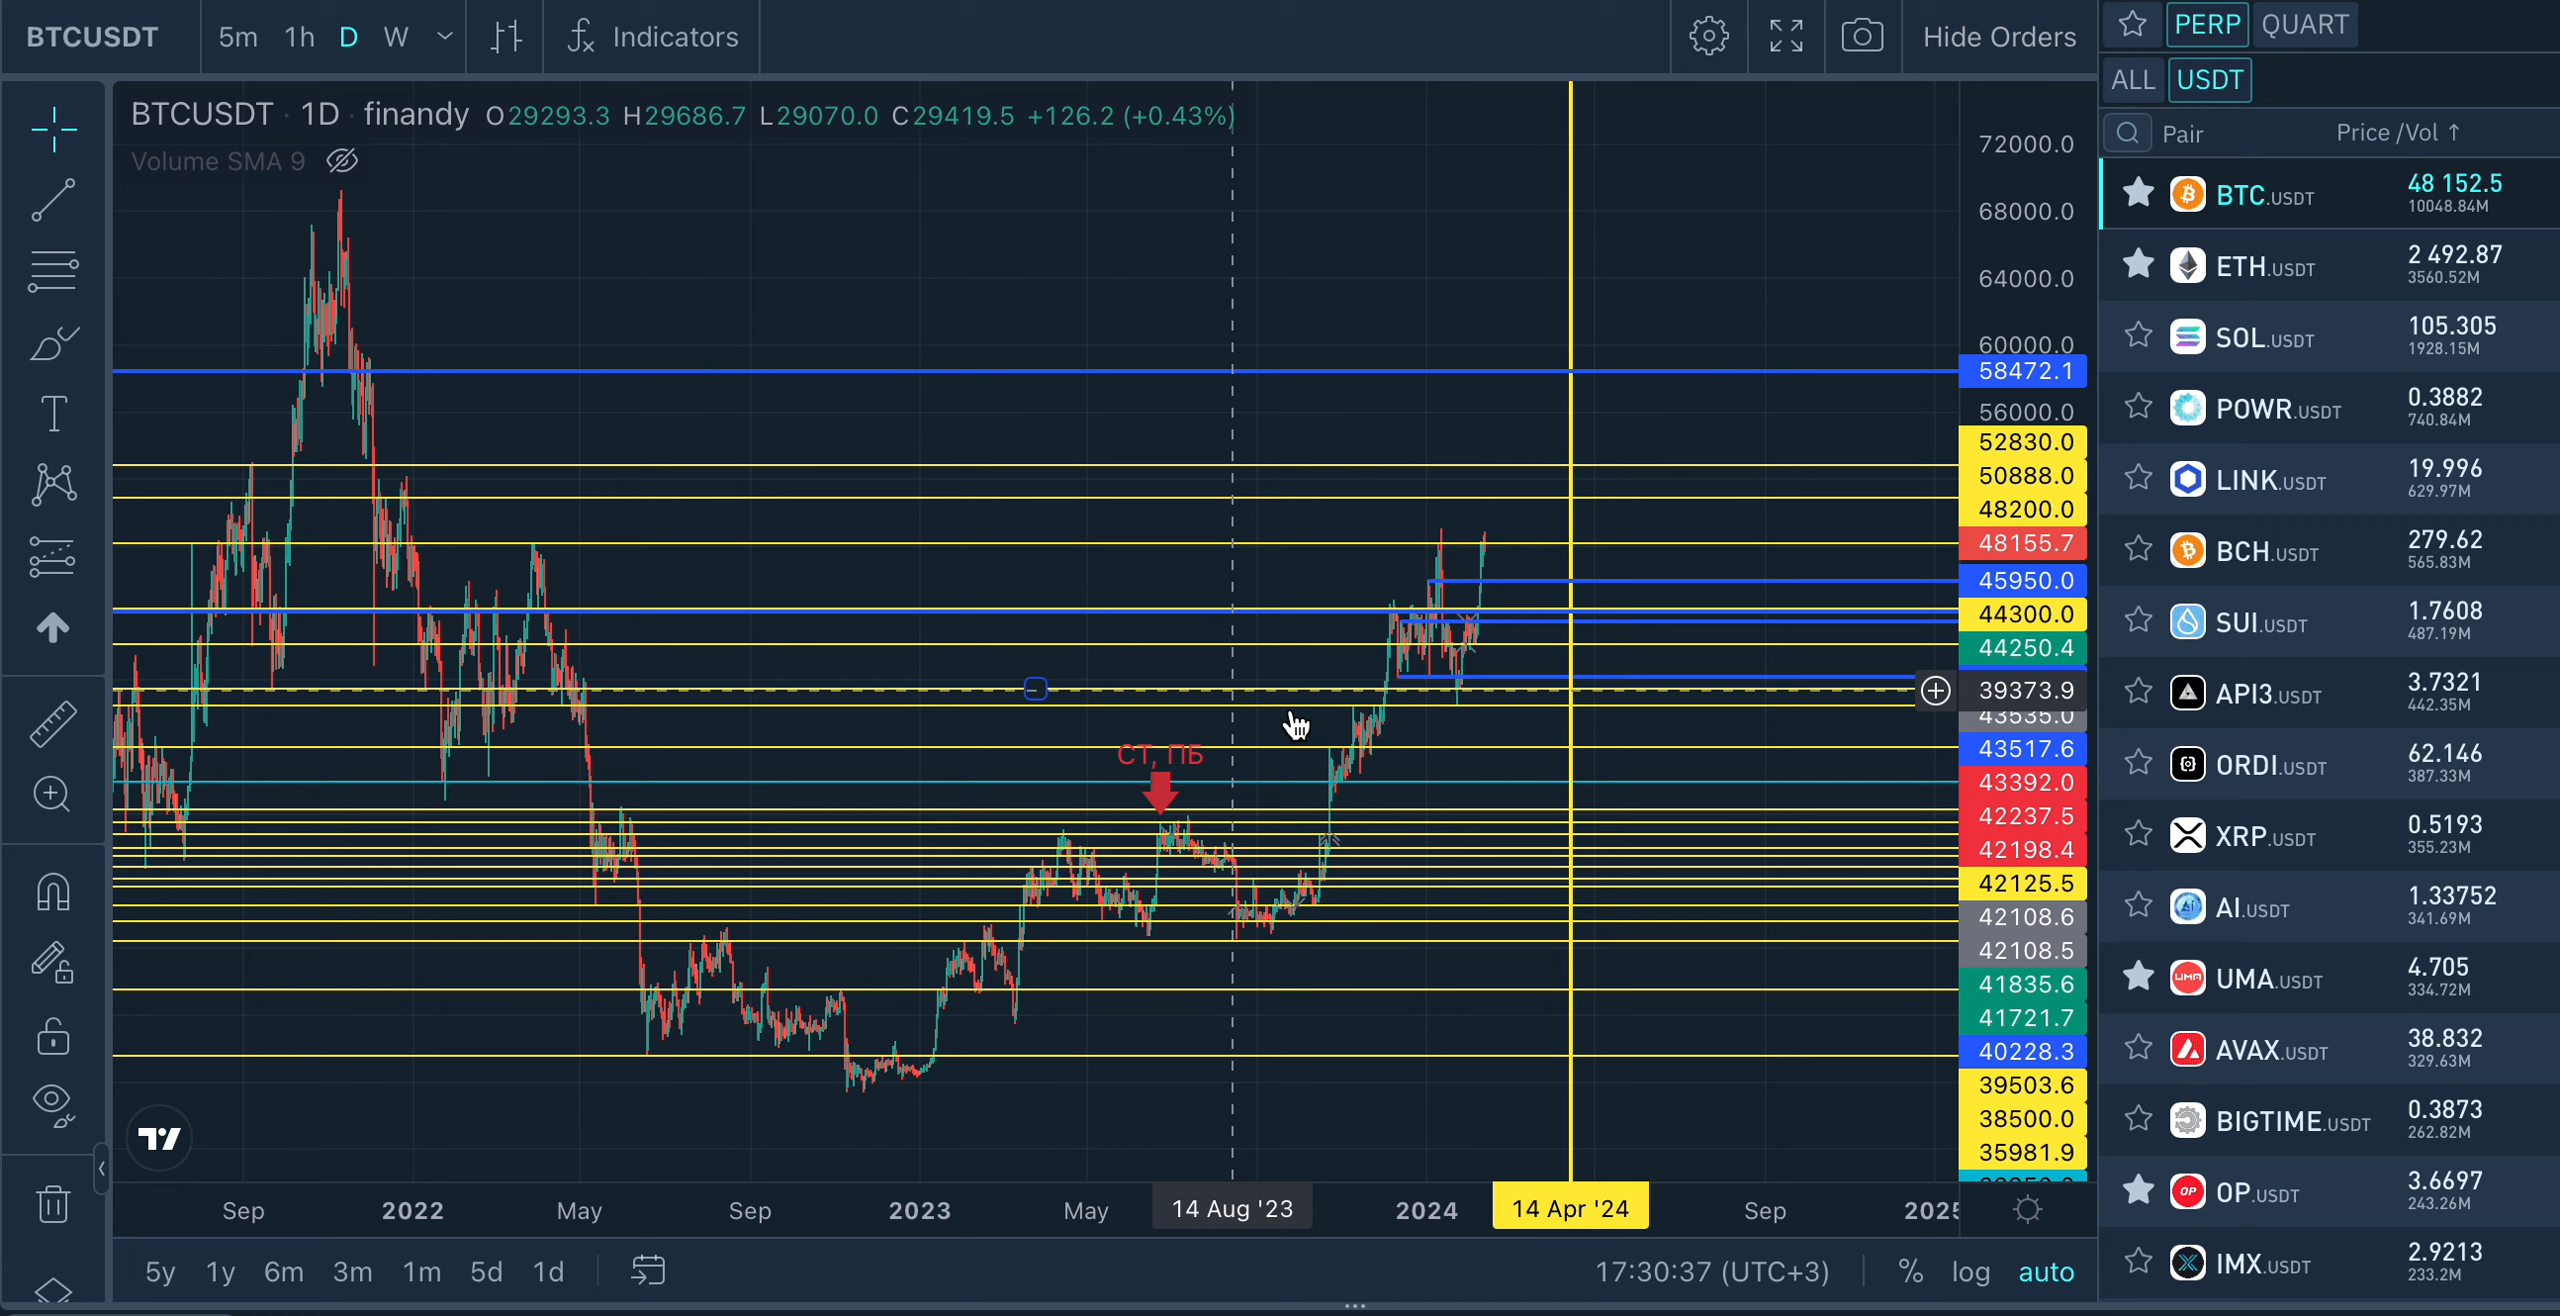 BTCUSDT 5m 1h D W Indicators Hide Orders
BTCUSDT · 1D · finandy O29293.3 H29686.7 L29070.0 C29419.5 +126.2 (+0.43%)
Volume SMA 9
72000.0
68000.0
64000.0
60000.0
58472.1
56000.0
52830.0
50888.0
48200.0
48155.7
45950.0
44300.0
44250.4
39373.9
43535.0
43517.6
43392.0
42237.5
42198.4
42125.5
42108.6
42108.5
41835.6
41721.7
40228.3
39503.6
38500.0
35981.9
СТ, ПБ
Sep 2022 May Sep 2023 May 14 Aug '23 2024 14 Apr '24 Sep 2025
5y 1y 6m 3m 1m 5d 1d 17:30:37 (UTC+3) % log auto
PERP QUART
ALL USDT
Pair Price /Vol ↑
BTC.USDT 48 152.5
10048.84M
ETH.USDT 2 492.87
3560.52M
SOL.USDT 105.305
1928.15M
POWR.USDT 0.3882
740.84M
LINK.USDT 19.996
629.97M
BCH.USDT 279.62
565.83M
SUI.USDT 1.7608
487.19M
API3.USDT 3.7321
442.35M
ORDI.USDT 62.146
387.33M
XRP.USDT 0.5193
355.23M
AI.USDT 1.33752
341.69M
UMA.USDT 4.705
334.72M
AVAX.USDT 38.832
329.63M
BIGTIME.USDT 0.3873
262.82M
OP.USDT 3.6697
243.26M
IMX.USDT 2.9213
233.2M